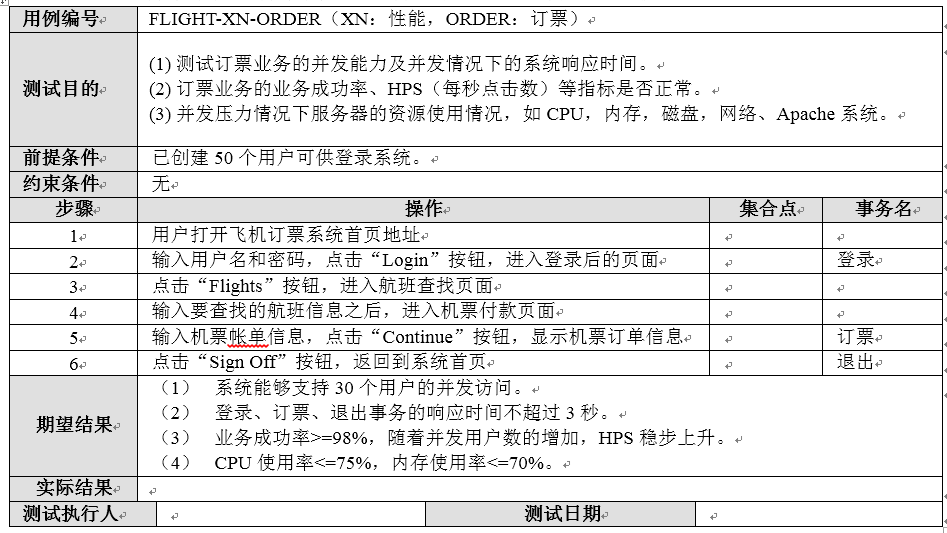 用例编号 FLIGHT-XN-ORDER（XN：性能，ORDER：订票）
测试目的
(1) 测试订票业务的并发能力及并发情况下的系统响应时间。
(2) 订票业务的业务成功率、HPS（每秒点击数）等指标是否正常。
(3) 并发压力情况下服务器的资源使用情况，如 CPU，内存，磁盘，网络、Apache 系统。
前提条件 已创建 50 个用户可供登录系统。
约束条件 无
步骤 操作 集合点 事务名
1 用户打开飞机订票系统首页地址
2 输入用户名和密码，点击“Login”按钮，进入登录后的页面 登录
3 点击“Flights”按钮，进入航班查找页面
4 输入要查找的航班信息之后，进入机票付款页面
5 输入机票帐单信息，点击“Continue”按钮，显示机票订单信息 订票
6 点击“Sign Off”按钮，返回到系统首页 退出
期望结果
（1） 系统能够支持 30 个用户的并发访问。
（2） 登录、订票、退出事务的响应时间不超过 3 秒。
（3） 业务成功率>=98%，随着并发用户数的增加，HPS 稳步上升。
（4） CPU 使用率<=75%，内存使用率<=70%。
实际结果
测试执行人 测试日期